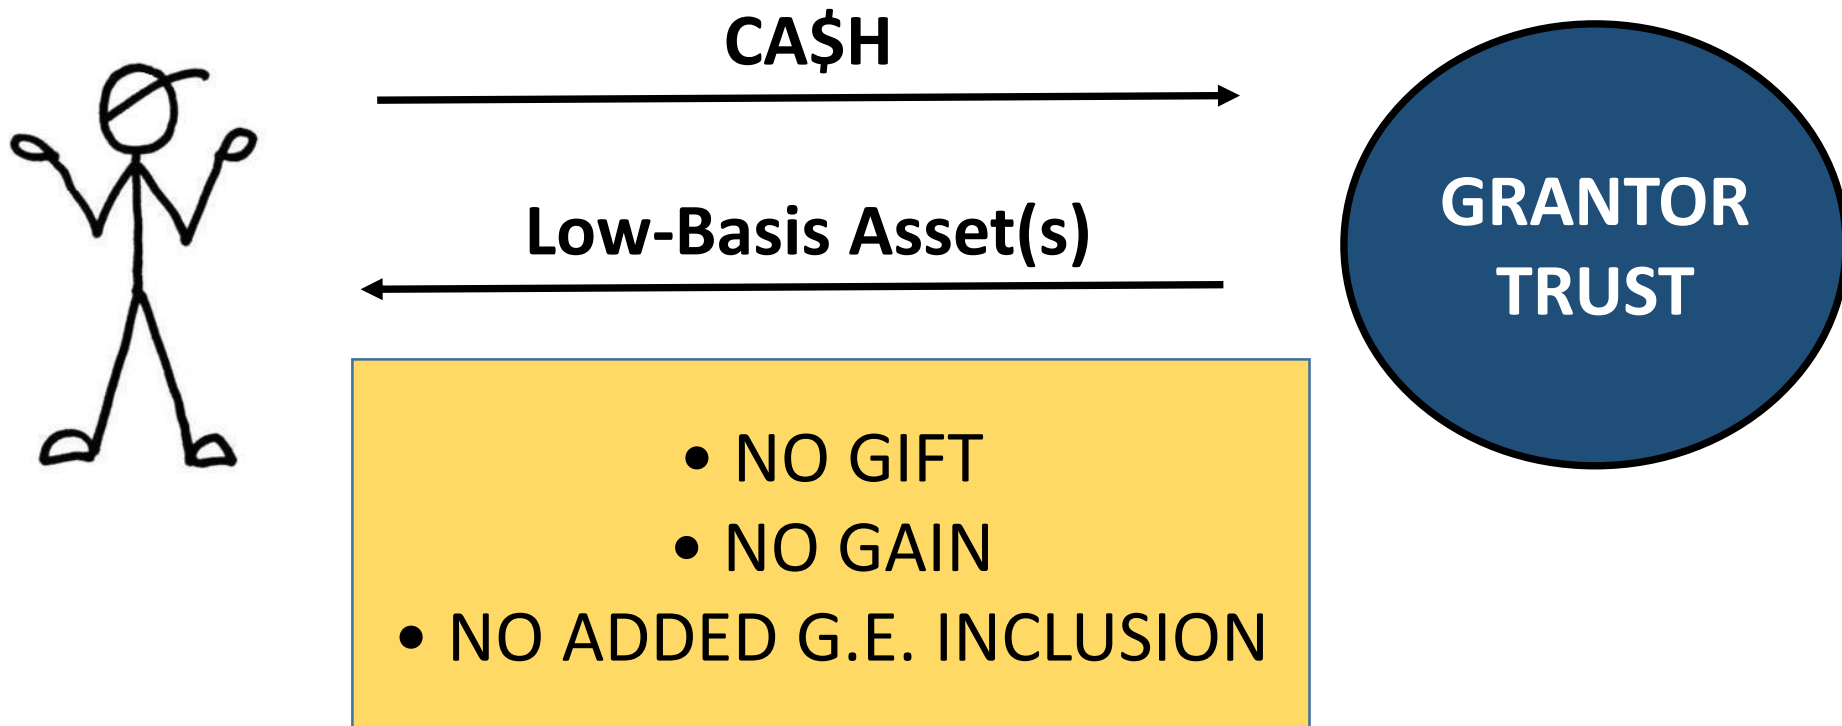 CA$H
Low-Basis Asset(s)
GRANTOR
TRUST
• NO GIFT
• NO GAIN
• NO ADDED G.E. INCLUSION